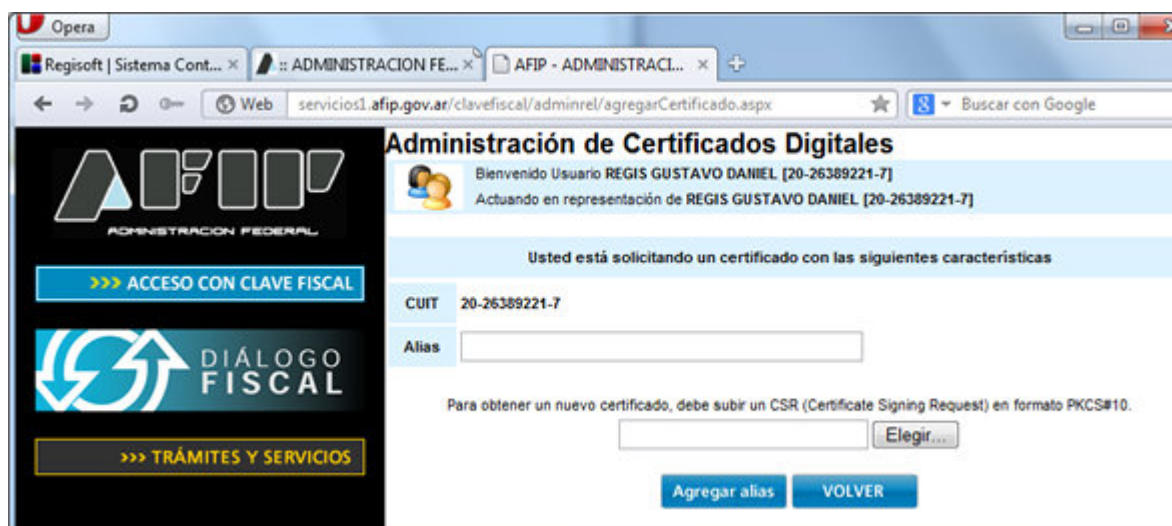 Opera
Regisoft | Sistema Cont...
:: ADMINISTRACION FE...
AFIP - ADMINISTRACI...
Web
servicios1.afip.gov.ar/clavefiscal/adminrel/agregarCertificado.aspx
8
Buscar con Google
AFIP
ADMINISTRACION FEDERAL
>>> ACCESO CON CLAVE FISCAL
DIÁLOGO
FISCAL
>>> TRÁMITES Y SERVICIOS
Administración de Certificados Digitales
Bienvenido Usuario REGIS GUSTAVO DANIEL [20-26389221-7]
Actuando en representación de REGIS GUSTAVO DANIEL [20-26389221-7]
Usted está solicitando un certificado con las siguientes características
CUIT 20-26389221-7
Alias
Para obtener un nuevo certificado, debe subir un CSR (Certificate Signing Request) en formato PKCS#10.
Elegir...
Agregar alias
VOLVER